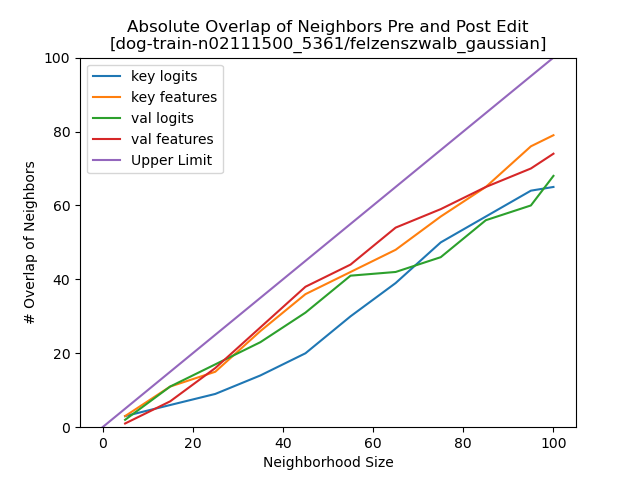 Absolute Overlap of Neighbors Pre and Post Edit
[dog-train-n02111500_5361/felzenszwalb_gaussian]
key logits
key features
val logits
val features
Upper Limit
# Overlap of Neighbors
100
80
60
40
20
0
0 20 40 60 80 100
Neighborhood Size